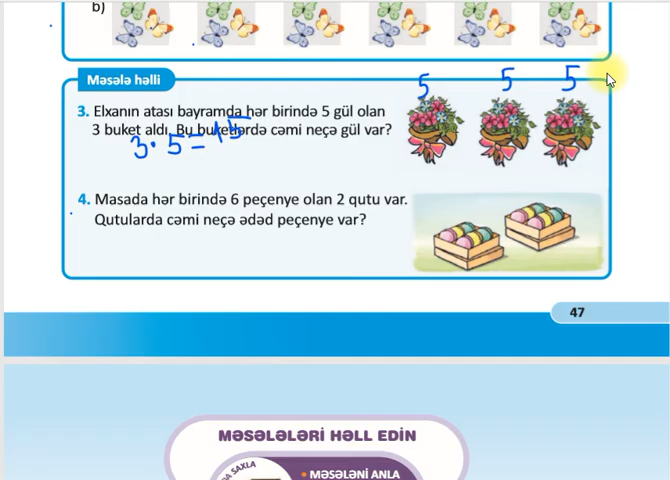 b)
Məsələ həlli
5 5 5
3. Elxanın atası bayramda hər birində 5 gül olan
3 buket aldı. Bu buketlərdə cəmi neçə gül var?
3 · 5 = 15
4. Masada hər birində 6 peçenye olan 2 qutu var.
Qutularda cəmi neçə ədəd peçenye var?
47
MƏSƏLƏLƏRİ HƏLL EDİN
DA SAXLA
• MƏSƏLƏNİ ANLA